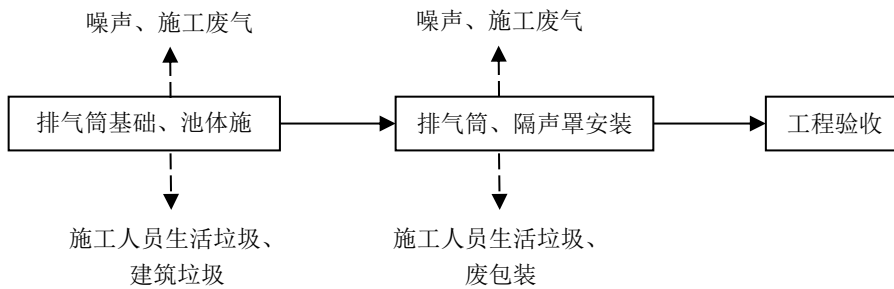 噪声、施工废气
噪声、施工废气
排气筒基础、池体施
排气筒、隔声罩安装
工程验收
施工人员生活垃圾、
建筑垃圾
施工人员生活垃圾、
废包装